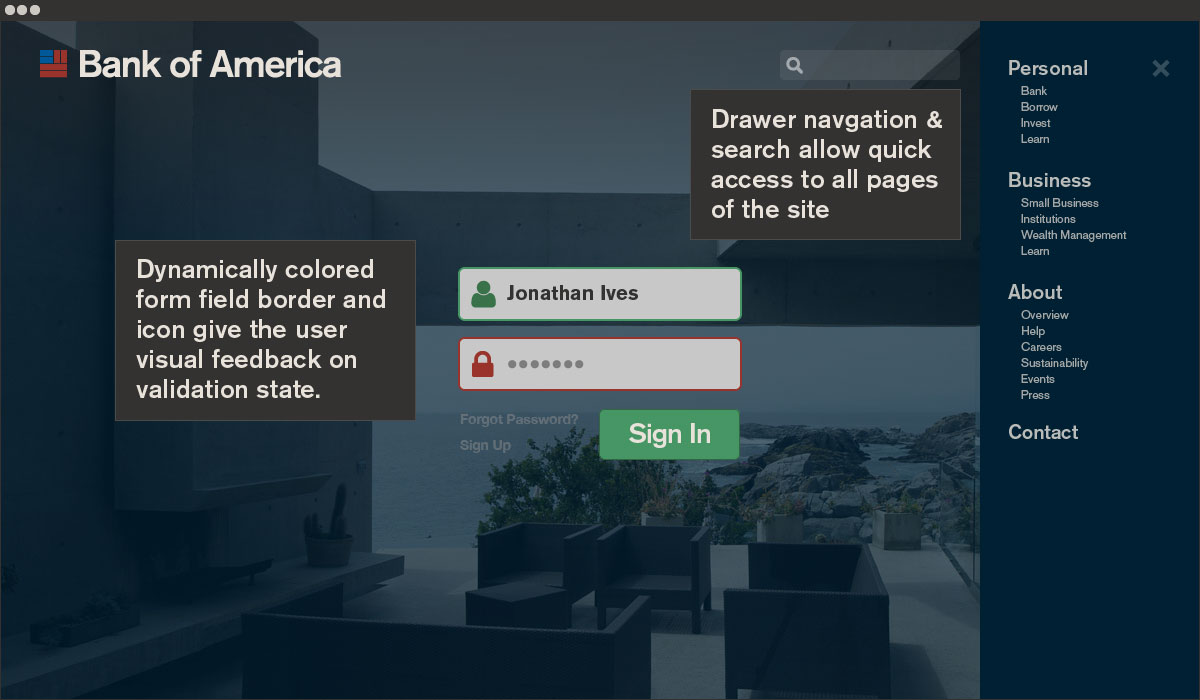 Bank of America
Drawer navgation &
search allow quick
access to all pages
of the site
Dynamically colored
form field border and
icon give the user
visual feedback on
validation state.
Jonathan Ives
●●●●●●●
Forgot Password?
Sign Up
Sign In
Personal
Bank
Borrow
Invest
Learn
Business
Small Business
Institutions
Wealth Management
Learn
About
Overview
Help
Careers
Sustainability
Events
Press
Contact